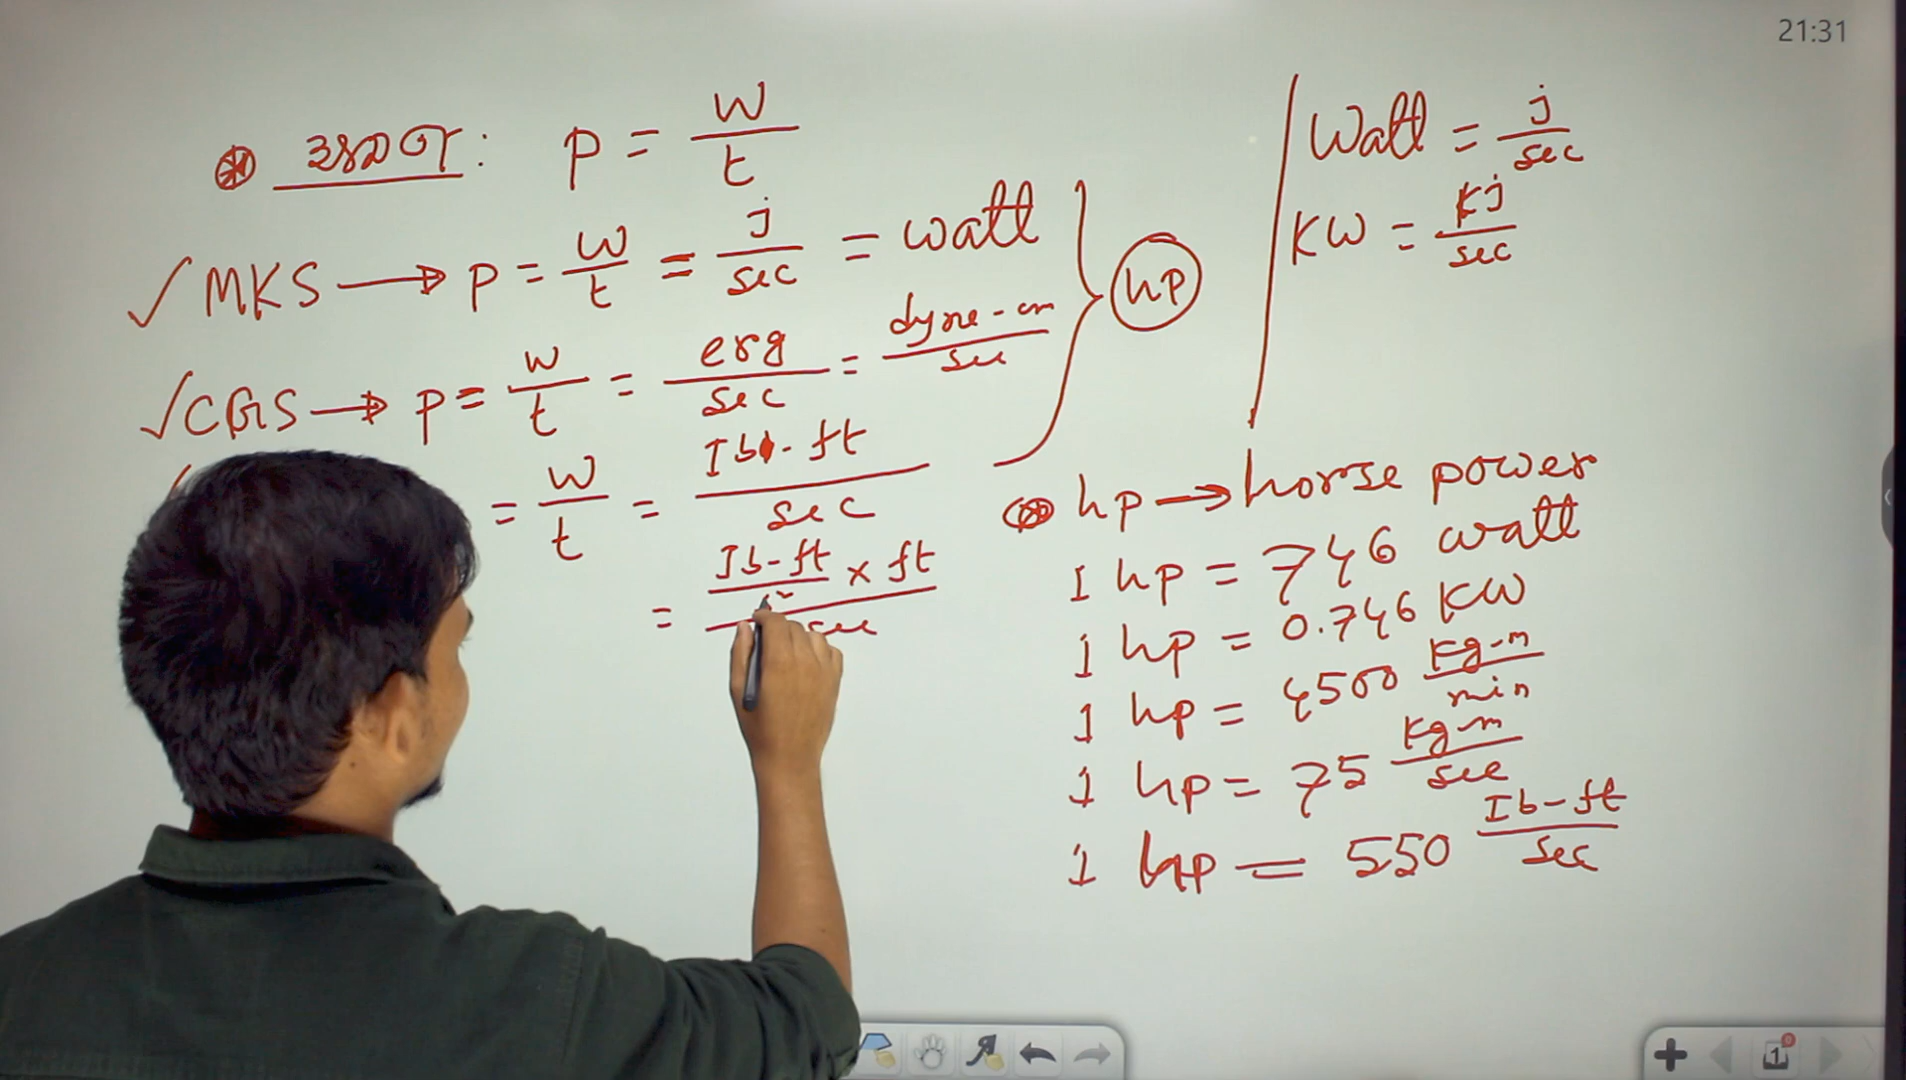 21:31
P = W/t
✓ MKS → P = W/t = j/sec = watt
✓ CGS → P = W/t = erg/sec = dyne-cm/sec
= W/t = Ib-ft/sec
= Ib-ft × ft / sec
hp
Watt = j/sec
KW = kj/sec
hp → horse power
1 hp = 746 watt
1 hp = 0.746 KW
1 hp = 4500 kg-m/min
1 hp = 75 kg-m/sec
1 hp = 550 Ib-ft/sec
1